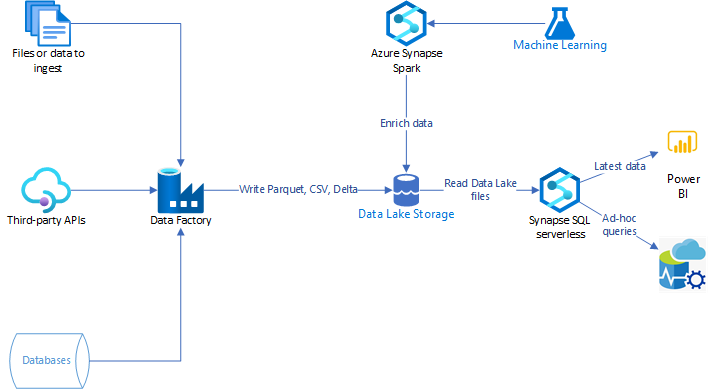 Files or data to
ingest
Azure Synapse
Spark
Machine Learning
Enrich data
Third-party APIs
Data Factory
Write Parquet, CSV, Delta
Data Lake Storage
Read Data Lake
files
Synapse SQL
serverless
Latest data
Power
BI
Ad-hoc
queries
Databases